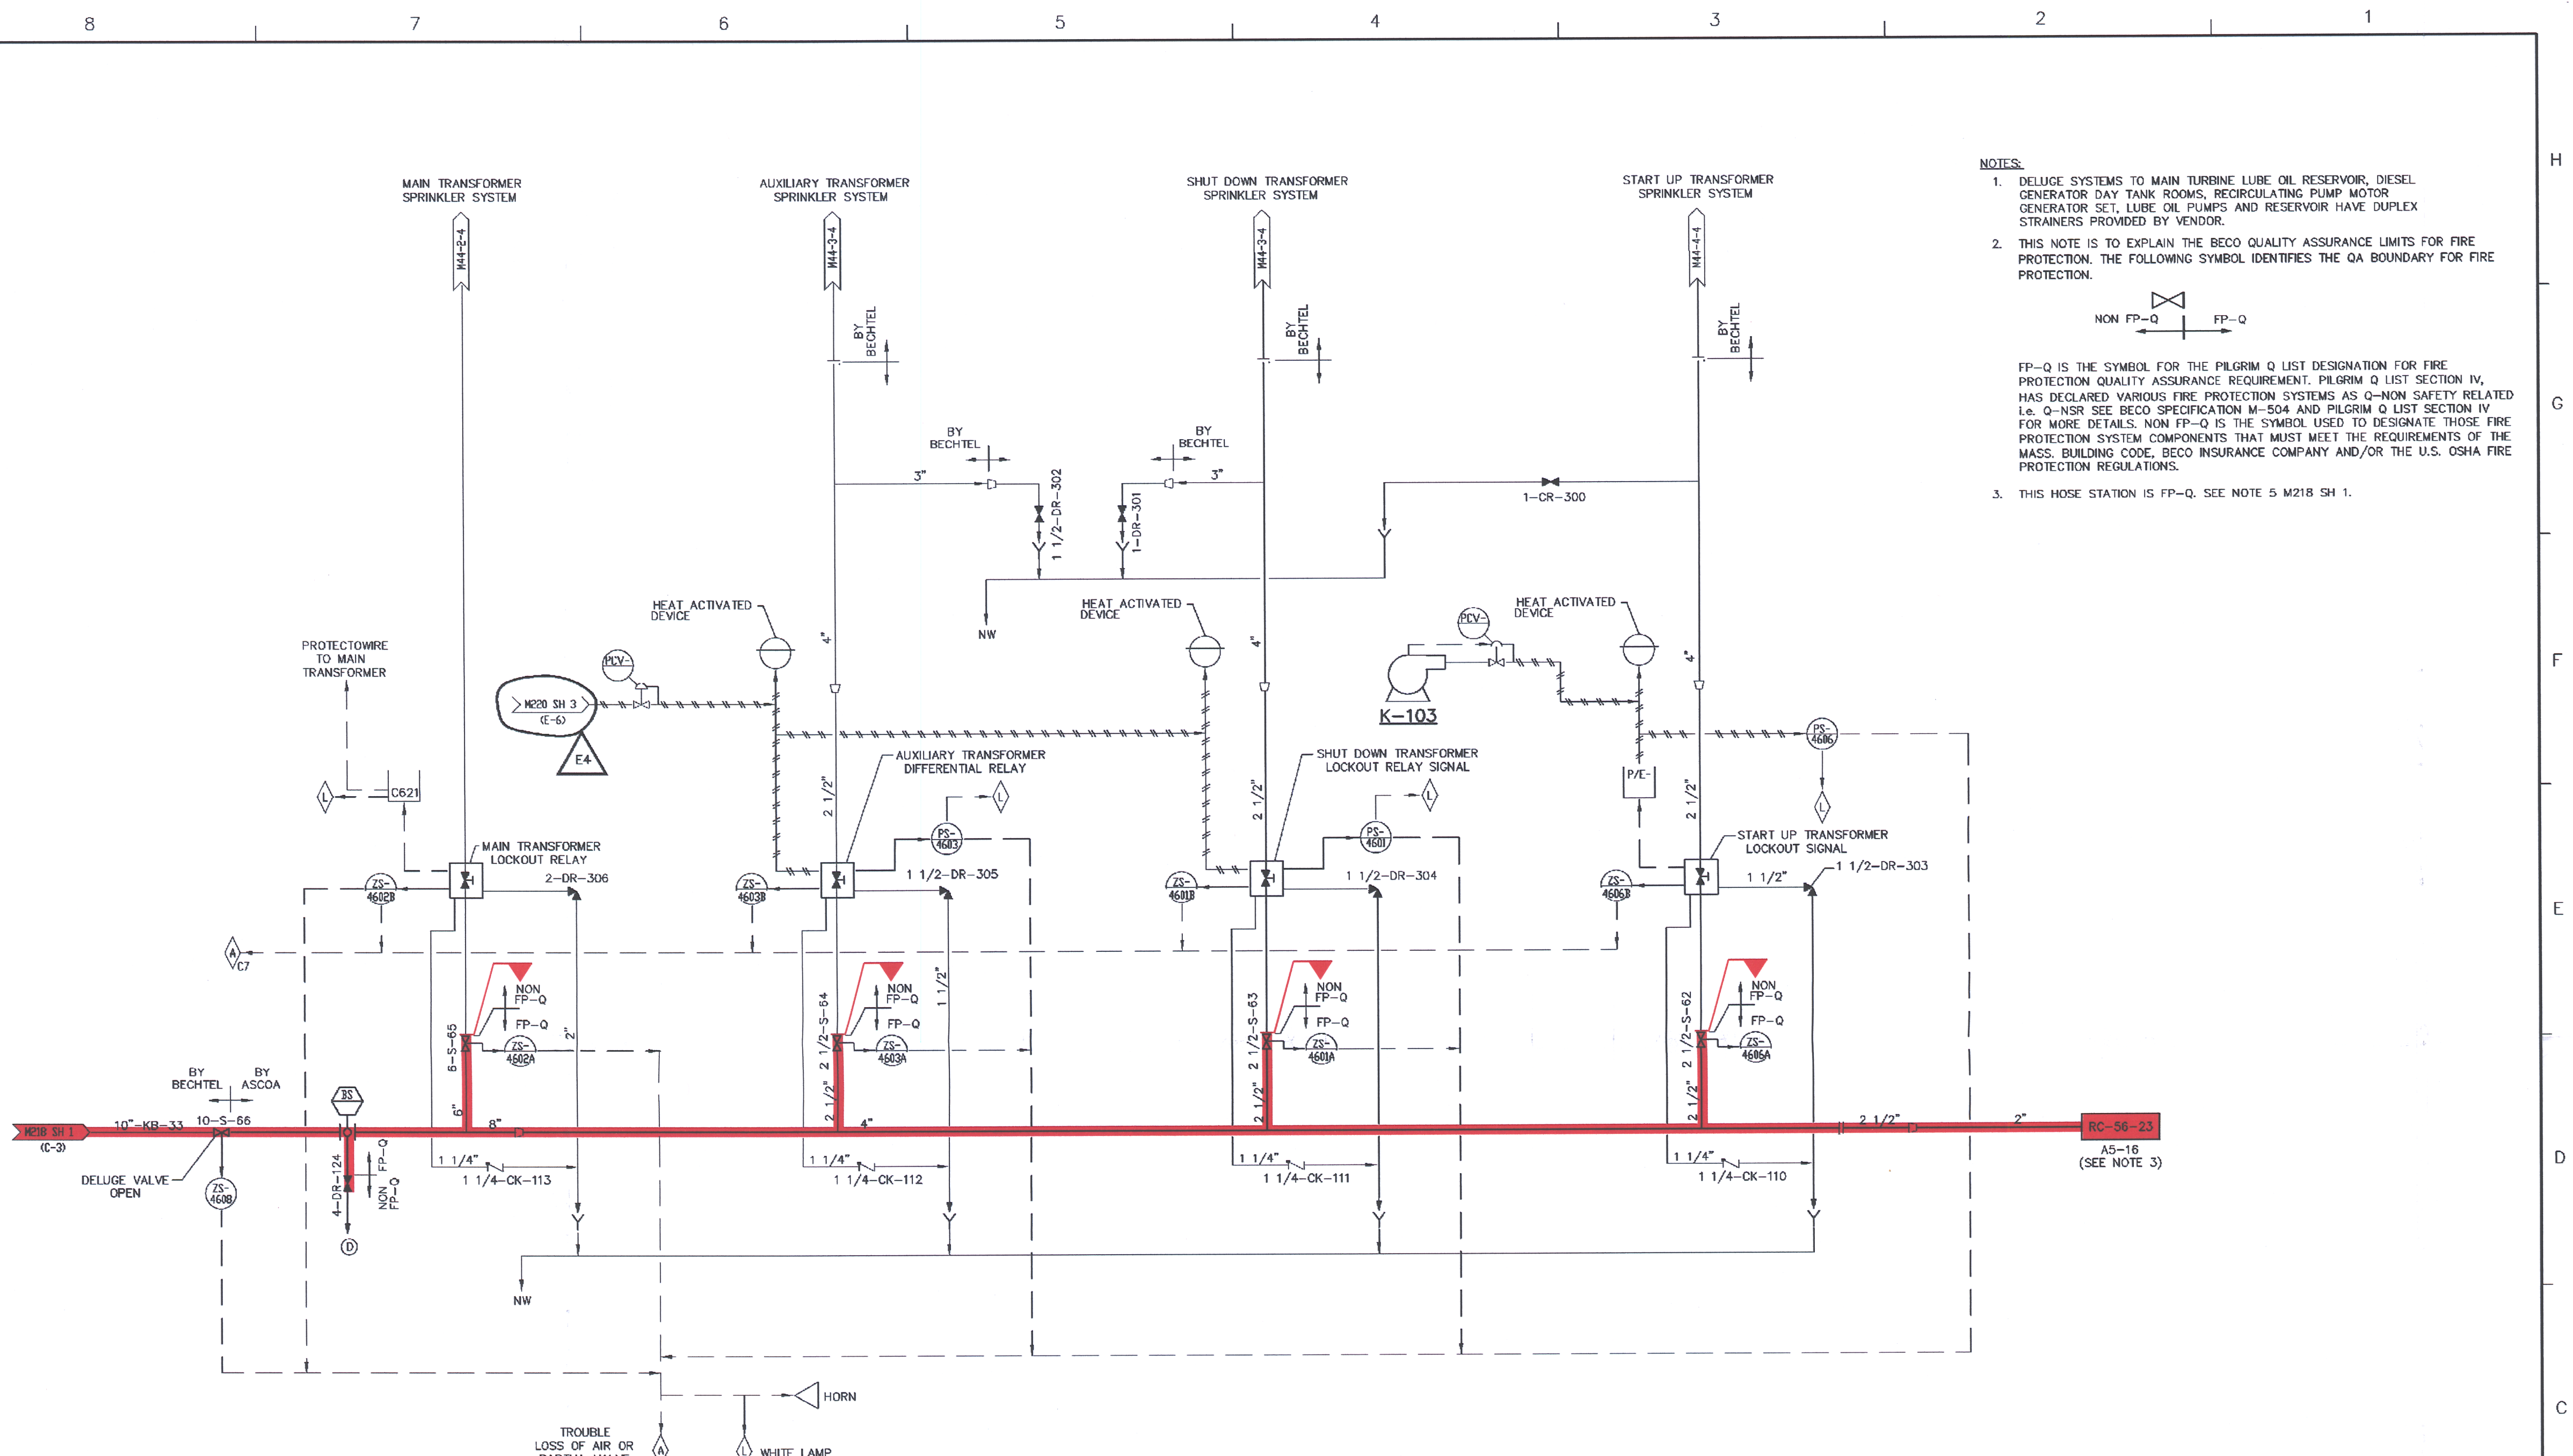 8 7 6 5 4 3 2 1
H
G
F
E
D
C
MAIN TRANSFORMER
SPRINKLER SYSTEM
AUXILIARY TRANSFORMER
SPRINKLER SYSTEM
SHUT DOWN TRANSFORMER
SPRINKLER SYSTEM
START UP TRANSFORMER
SPRINKLER SYSTEM
M44-2-4
M44-3-4
M44-3-4
M44-4-4
NOTES:
1. DELUGE SYSTEMS TO MAIN TURBINE LUBE OIL RESERVOIR, DIESEL
GENERATOR DAY TANK ROOMS, RECIRCULATING PUMP MOTOR
GENERATOR SET, LUBE OIL PUMPS AND RESERVOIR HAVE DUPLEX
STRAINERS PROVIDED BY VENDOR.
2. THIS NOTE IS TO EXPLAIN THE BECO QUALITY ASSURANCE LIMITS FOR FIRE
PROTECTION. THE FOLLOWING SYMBOL IDENTIFIES THE QA BOUNDARY FOR FIRE
PROTECTION.
NON FP-Q FP-Q
FP-Q IS THE SYMBOL FOR THE PILGRIM Q LIST DESIGNATION FOR FIRE
PROTECTION QUALITY ASSURANCE REQUIREMENT. PILGRIM Q LIST SECTION IV,
HAS DECLARED VARIOUS FIRE PROTECTION SYSTEMS AS Q-NON SAFETY RELATED
i.e. Q-NSR SEE BECO SPECIFICATION M-504 AND PILGRIM Q LIST SECTION IV
FOR MORE DETAILS. NON FP-Q IS THE SYMBOL USED TO DESIGNATE THOSE FIRE
PROTECTION SYSTEM COMPONENTS THAT MUST MEET THE REQUIREMENTS OF THE
MASS. BUILDING CODE, BECO INSURANCE COMPANY AND/OR THE U.S. OSHA FIRE
PROTECTION REGULATIONS.
3. THIS HOSE STATION IS FP-Q. SEE NOTE 5 M218 SH 1.
BY
BECHTEL
BY
BECHTEL
BY
BECHTEL
BY
BECHTEL
BY
BECHTEL
3"
3"
1 1/2-DR-302
1-DR-301
1-CR-300
NW
HEAT ACTIVATED
DEVICE
HEAT ACTIVATED
DEVICE
HEAT ACTIVATED
DEVICE
PCV-
PCV-
4"
4"
4"
PROTECTOWIRE
TO MAIN
TRANSFORMER
M220 SH 3
(E-6)
E4
K-103
PS-
4606
L
P/E-
AUXILIARY TRANSFORMER
DIFFERENTIAL RELAY
SHUT DOWN TRANSFORMER
LOCKOUT RELAY SIGNAL
L
C621
2 1/2"
2 1/2"
2 1/2"
L
L
PS-
4603
PS-
4601
MAIN TRANSFORMER
LOCKOUT RELAY
START UP TRANSFORMER
LOCKOUT SIGNAL
ZS-
4602B
2-DR-306
ZS-
4603B
1 1/2-DR-305
ZS-
4601B
1 1/2-DR-304
ZS-
4606B
1 1/2"
1 1/2-DR-303
A
C7
NON
FP-Q
FP-Q
NON
FP-Q
FP-Q
NON
FP-Q
FP-Q
NON
FP-Q
FP-Q
6-S-65
2 1/2-S-64
2 1/2-S-63
2 1/2-S-62
2"
1 1/2"
ZS-
4602A
ZS-
4603A
ZS-
4601A
ZS-
4606A
BY
BECHTEL
BY
ASCOA
BS
6"
2 1/2"
2 1/2"
2 1/2"
M218 SH 1
(C-3)
10"-KB-33
10-S-66
8"
4"
2 1/2"
2"
RC-56-23
A5-16
(SEE NOTE 3)
DELUGE VALVE
OPEN
ZS-
4608
4-DR-124
FP-Q
NON
FP-Q
D
1 1/4"
1 1/4-CK-113
1 1/4"
1 1/4-CK-112
1 1/4"
1 1/4-CK-111
1 1/4"
1 1/4-CK-110
NW
HORN
TROUBLE
LOSS OF AIR OR
A
L
WHITE LAMP